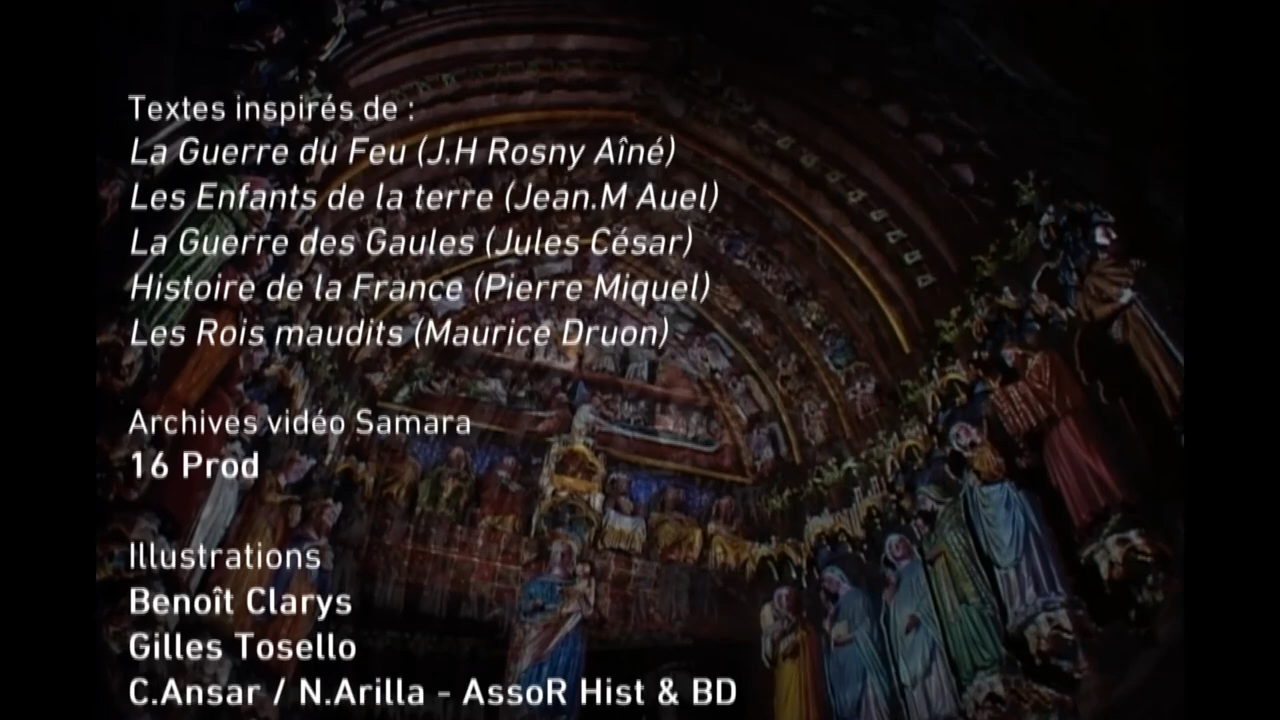 Textes inspirés de :
La Guerre du Feu (J.H Rosny Aîné)
Les Enfants de la terre (Jean.M Auel)
La Guerre des Gaules (Jules César)
Histoire de la France (Pierre Miquel)
Les Rois maudits (Maurice Druon)
Archives vidéo Samara
16 Prod
Illustrations
Benoît Clarys
Gilles Tosello
C.Ansar / N.Arilla - AssoR Hist & BD